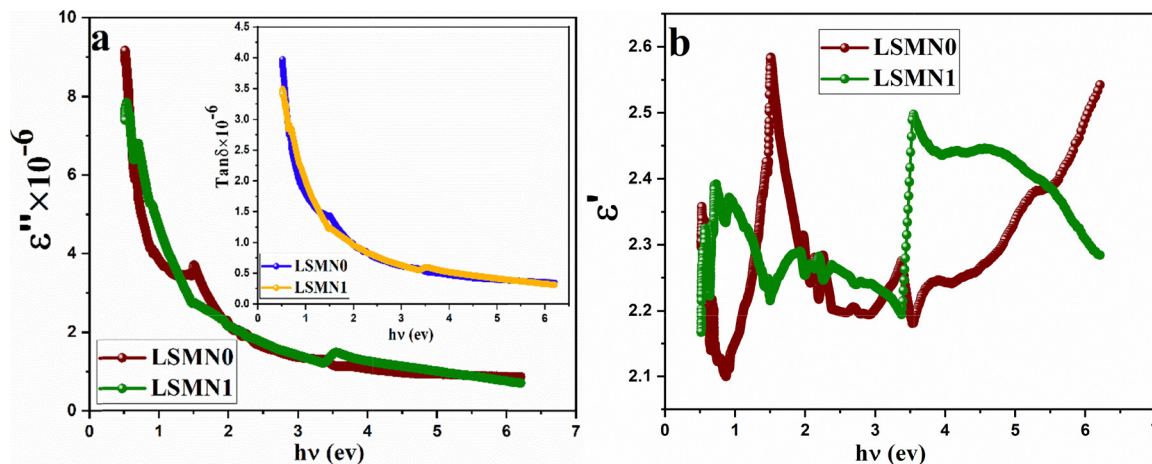 a
ε''×10⁻⁶
10
8
6
4
2
0
0 1 2 3 4 5 6 7
hν (ev)
LSMN0
LSMN1
Tanδ×10⁻⁶
4.5
4.0
3.5
3.0
2.5
2.0
1.5
1.0
0.5
0.0
0 1 2 3 4 5 6
hν (ev)
LSMN0
LSMN1
b
LSMN0
LSMN1
ε'
2.6
2.5
2.4
2.3
2.2
2.1
0 1 2 3 4 5 6 7
hν (ev)